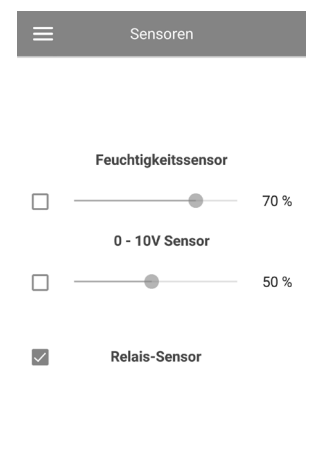 Sensoren
Feuchtigkeitssensor
70 %
0 - 10V Sensor
50 %
Relais-Sensor